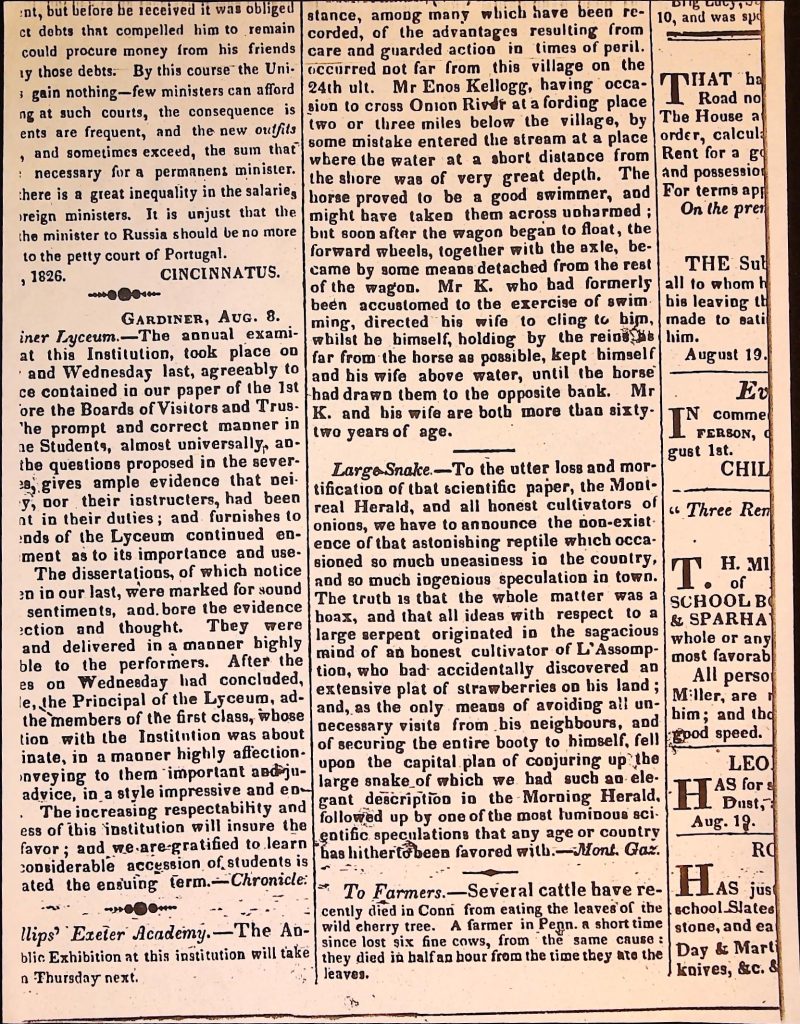 nt, but before he received it was obliged
ct debts that compelled him to remain
could procure money from his friends
y those debts. By this course the Uni-
gain nothing—few ministers can afford
ng at such courts, the consequence is
ents are frequent, and the new outfits
, and sometimes exceed, the sum that
necessary for a permanent minister.
here is a great inequality in the salaries
reign ministers. It is unjust that the
the minister to Russia should be no more
to the petty court of Portugal.
, 1826. CINCINNATUS.
GARDINER, AUG. 8.
iner Lyceum.—The annual exami-
at this Institution, took place on
and Wednesday last, agreeably to
ce contained in our paper of the 1st
ore the Boards of Visitors and Trus-
he prompt and correct manner in
e Students, almost universally, an-
the questions proposed in the sever-
s, gives ample evidence that nei-
y, nor their instructers, had been
nt in their duties; and furnishes to
nds of the Lyceum continued en-
ment as to its importance and use-
The dissertations, of which notice
en in our last, were marked for sound
sentiments, and bore the evidence
ction and thought. They were
and delivered in a manner highly
ble to the performers. After the
es on Wednesday had concluded,
le, the Principal of the Lyceum, ad-
the members of the first class, whose
tion with the Institution was about
inate, in a manner highly affection-
nveying to them important and ju-
advice, in a style impressive and en-
. The increasing respectability and
ess of this institution will insure the
favor; and we are gratified to learn
considerable accession of students is
ated the ensuing term.—Chronicle.
llips' Exeter Academy.—The An-
blic Exhibition at this institution will take
n Thursday next.
stance, among many which have been re-
corded, of the advantages resulting from
care and guarded action in times of peril.
occurred not far from this village on the
24th ult. Mr Enos Kellogg, having occa-
sion to cross Onion River at a fording place
two or three miles below the village, by
some mistake entered the stream at a place
where the water at a short distance from
the shore was of very great depth. The
horse proved to be a good swimmer, and
might have taken them across unharmed;
but soon after the wagon began to float, the
forward wheels, together with the axle, be-
came by some means detached from the rest
of the wagon. Mr K. who had formerly
been accustomed to the exercise of swim
ming, directed his wife to cling to him,
whilst he himself, holding by the reins as
far from the horse as possible, kept himself
and his wife above water, until the horse
had drawn them to the opposite bank. Mr
K. and his wife are both more than sixty-
two years of age.
Large Snake.—To the utter loss and mor-
tification of that scientific paper, the Mont-
real Herald, and all honest cultivators of
onions, we have to announce the non-exist
ence of that astonishing reptile which occa-
sioned so much uneasiness in the country,
and so much ingenious speculation in town.
The truth is that the whole matter was a
hoax, and that all ideas with respect to a
large serpent originated in the sagacious
mind of an honest cultivator of L'Assomp-
tion, who had accidentally discovered an
extensive plat of strawberries on his land;
and, as the only means of avoiding all un-
necessary visits from his neighbours, and
of securing the entire booty to himself, fell
upon the capital plan of conjuring up the
large snake of which we had such an ele-
gant description in the Morning Herald,
followed up by one of the most luminous sci-
entific speculations that any age or country
has hitherto been favored with.—Mont. Gaz.
To Farmers.—Several cattle have re-
cently died in Conn from eating the leaves of the
wild cherry tree. A farmer in Penn. a short time
since lost six fine cows, from the same cause:
they died in half an hour from the time they ate the
leaves.
Brig Lucy,
10, and was spo
THAT ha
Road no
The House a
order, calcul
Rent for a go
and possession
For terms app
On the prem
THE Sub
all to whom h
his leaving th
made to sati
him.
August 19.
Ev
IN comme
FERSON,
gust 1st.
CHIL
“ Three Ren
T. H. MI
of
SCHOOL BO
& SPARHA
whole or any
most favorab
All perso
Miller, are
him; and tho
good speed.
LEO
HAS for s
Dust,
Aug. 19.
RO
HAS just
school Slates
stone, and ea
Day & Marti
knives, &c. &